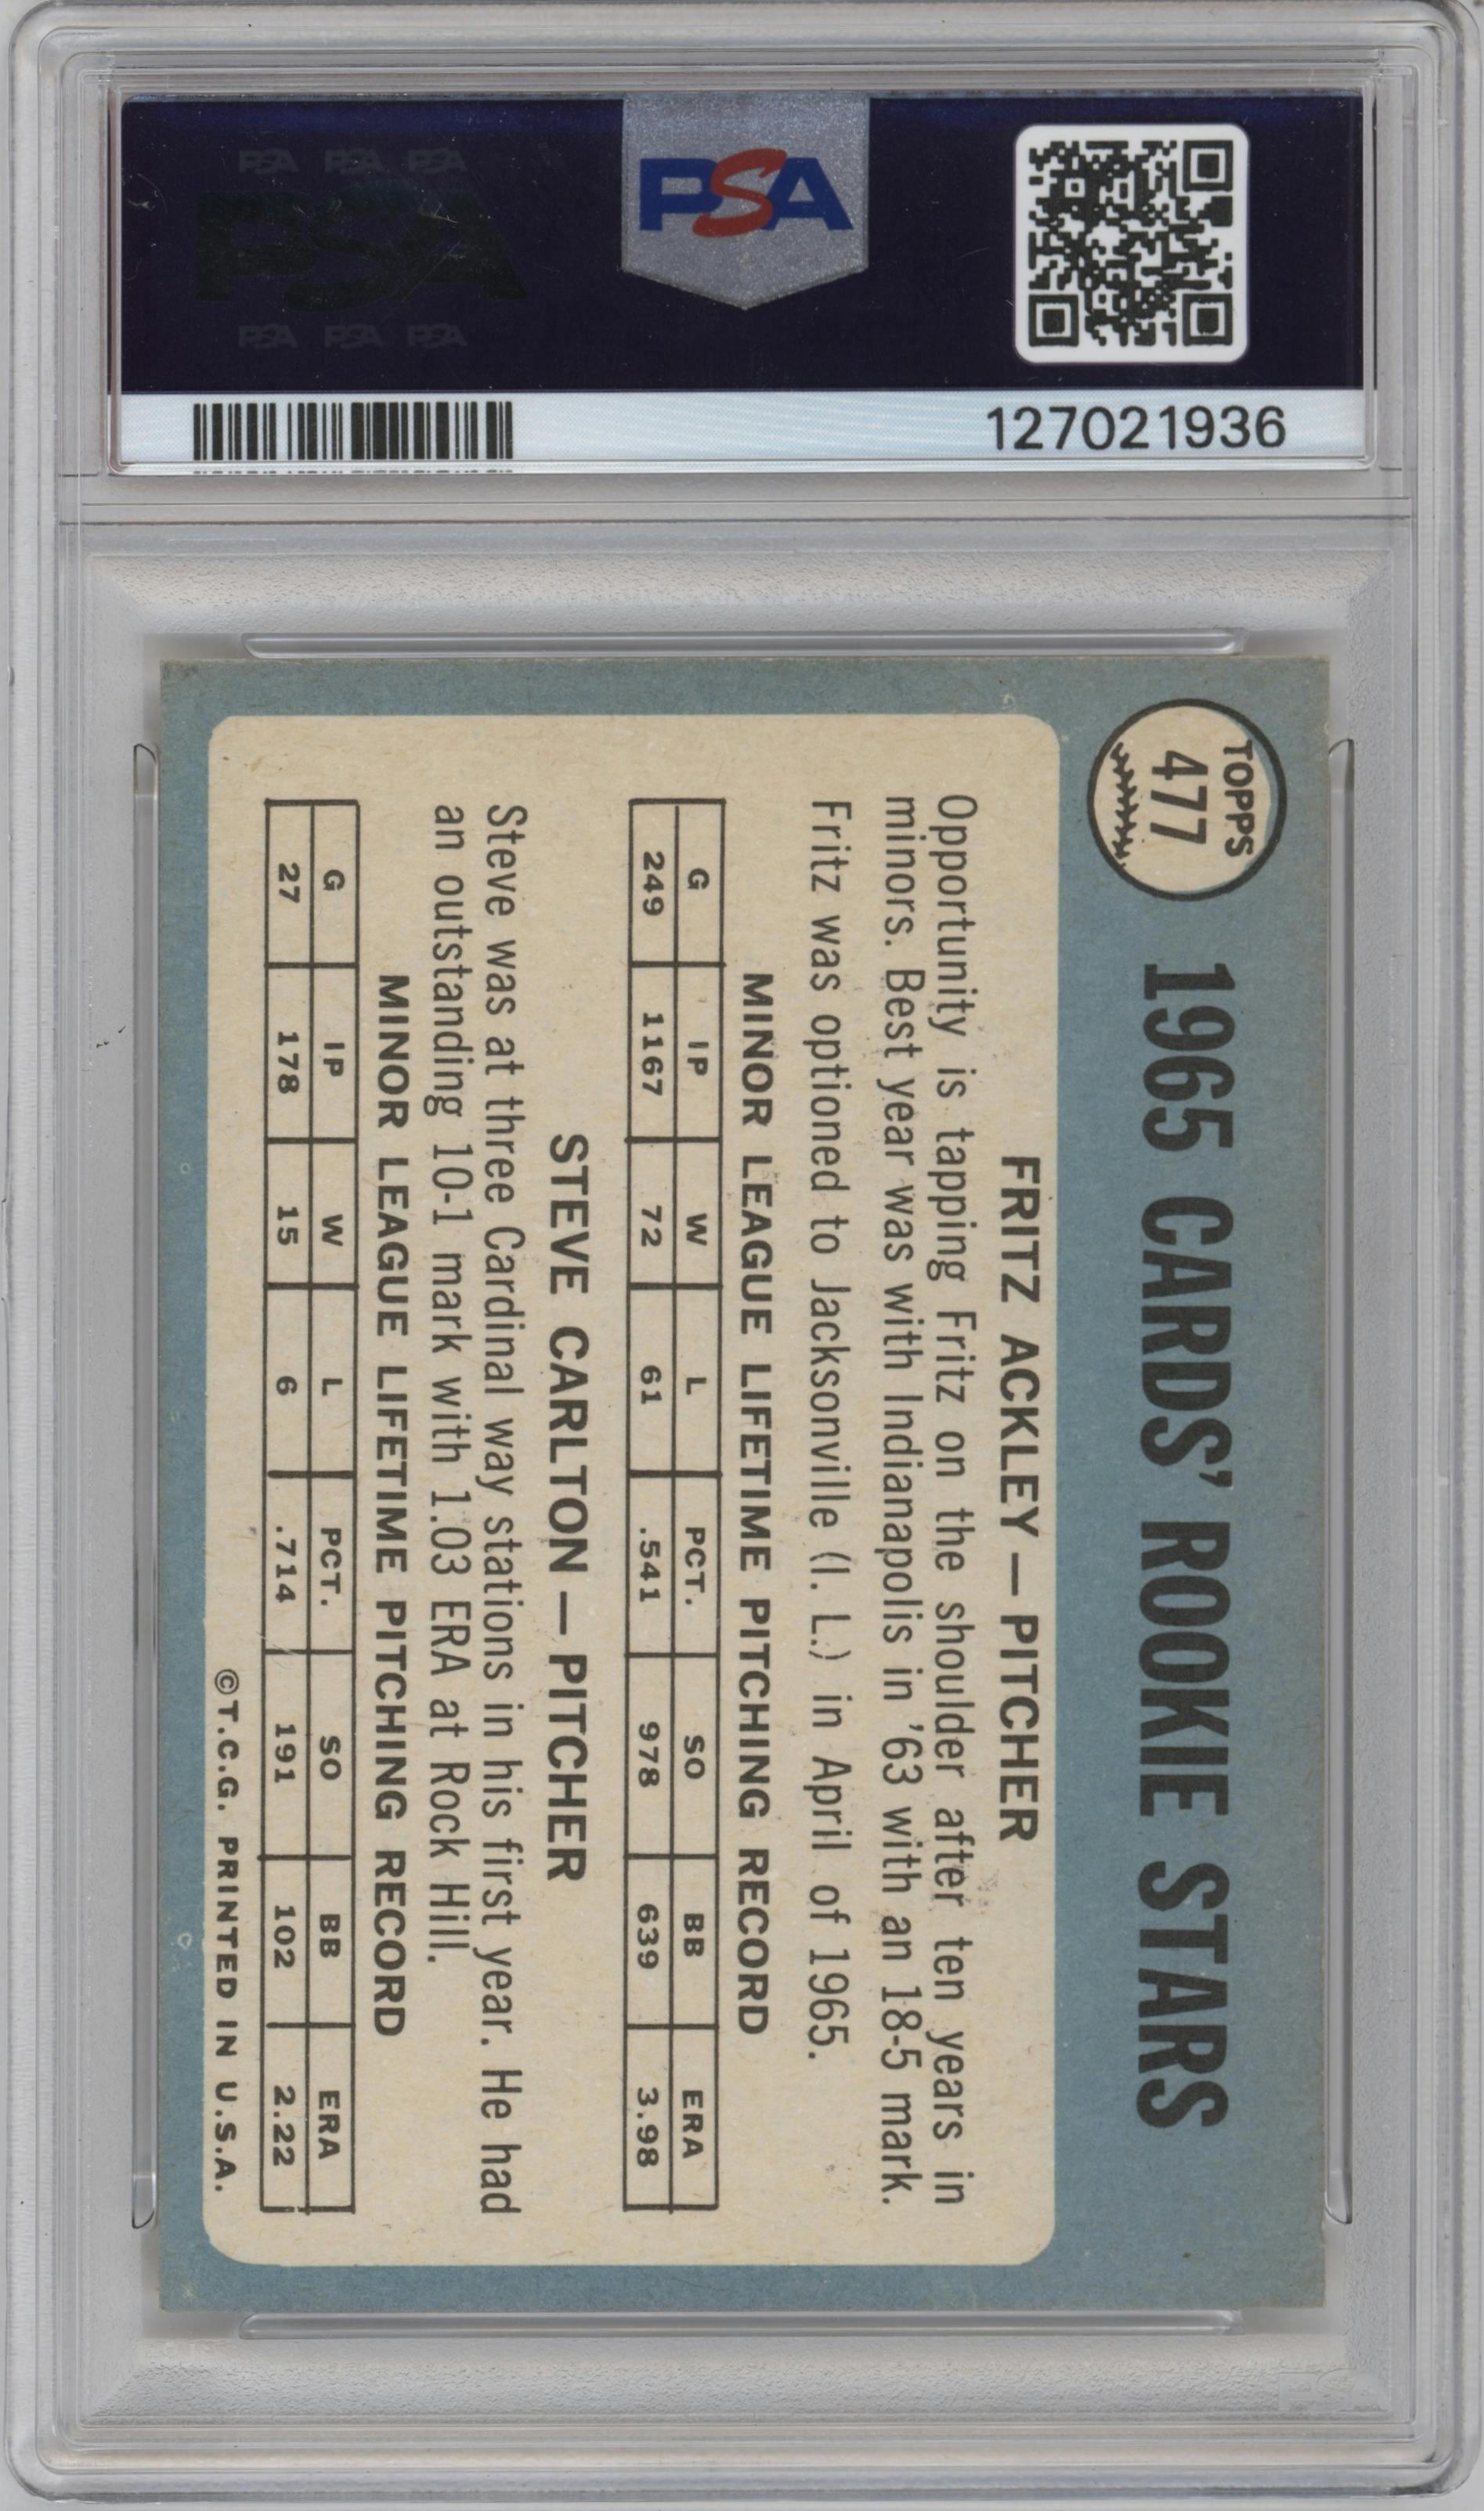 PSA PSA PSA
PSA
PSA PSA PSA
PSA
127021936
TOPPS
477
1965 CARDS' ROOKIE STARS
FRITZ ACKLEY — PITCHER
Opportunity is tapping Fritz on the shoulder after ten years in
minors. Best year was with Indianapolis in '63 with an 18-5 mark.
Fritz was optioned to Jacksonville (I. L.) in April of 1965.
MINOR LEAGUE LIFETIME PITCHING RECORD
G IP W L PCT. SO BB ERA
249 1167 72 61 .541 978 639 3.98
STEVE CARLTON — PITCHER
Steve was at three Cardinal way stations in his first year. He had
an outstanding 10-1 mark with 1.03 ERA at Rock Hill.
MINOR LEAGUE LIFETIME PITCHING RECORD
G IP W L PCT. SO BB ERA
27 178 15 6 .714 191 102 2.22
©T.C.G. PRINTED IN U.S.A.